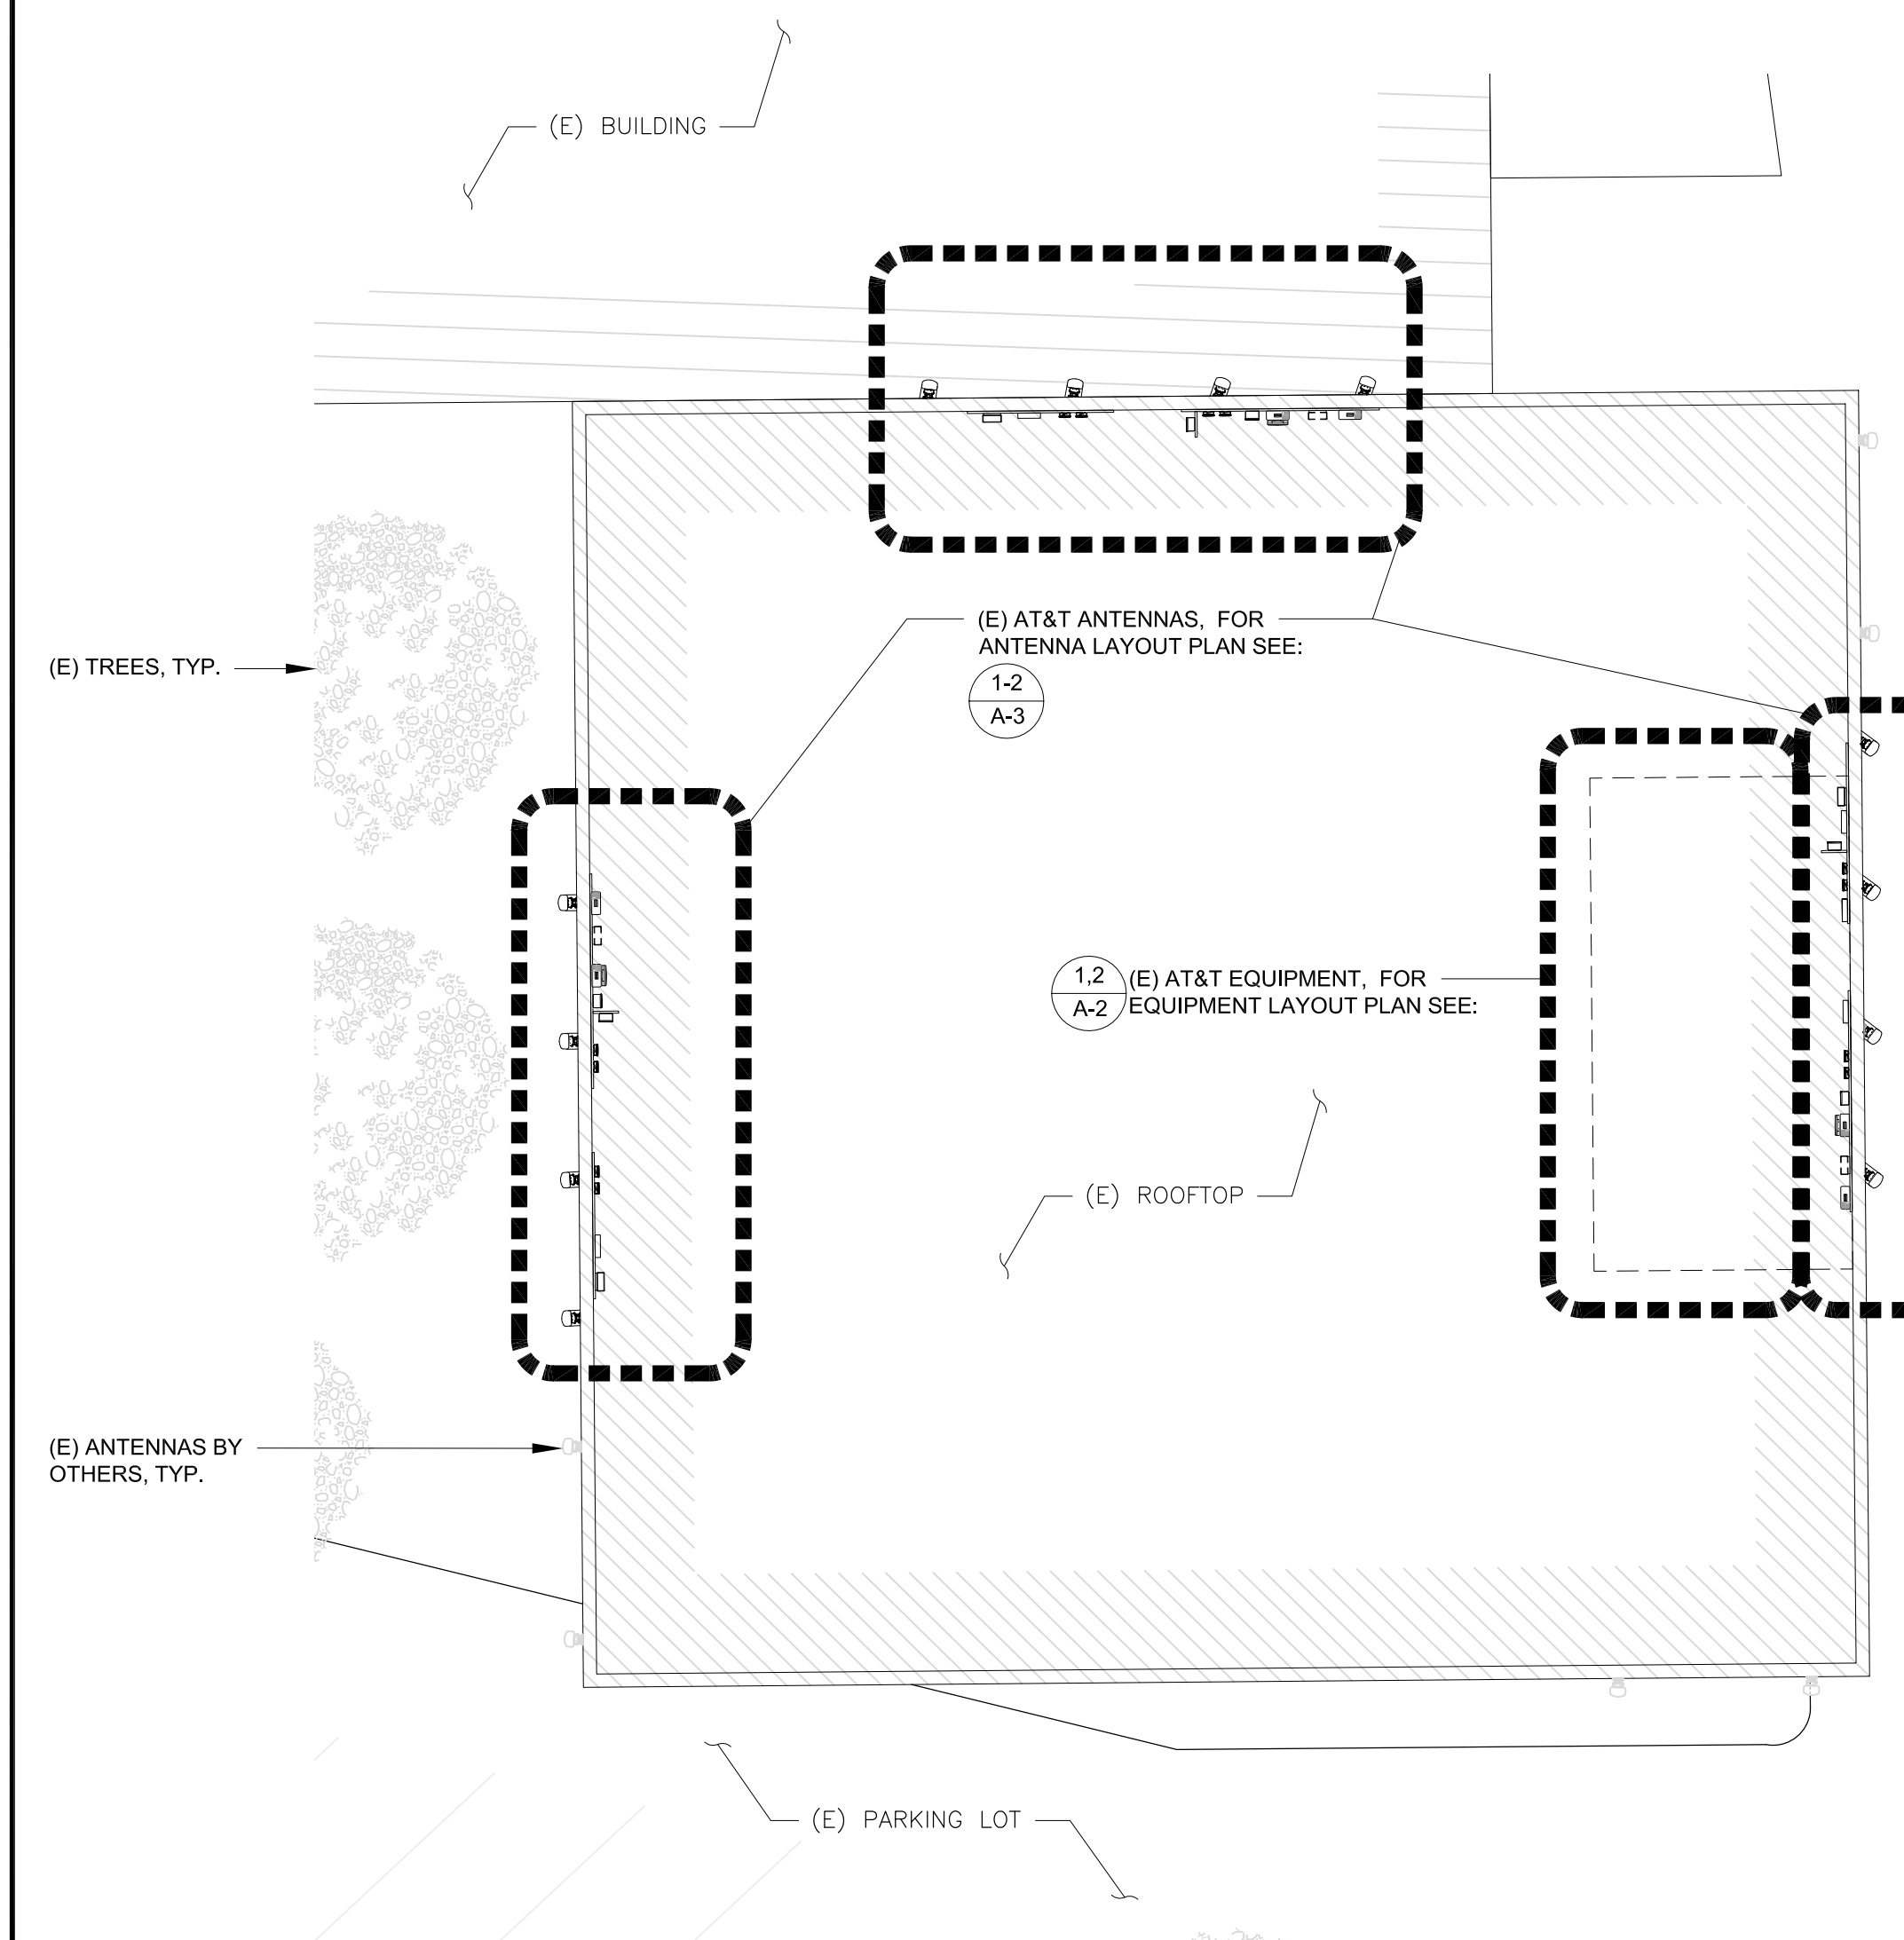 (E) BUILDING
(E) AT&T ANTENNAS, FOR
ANTENNA LAYOUT PLAN SEE:
1-2
A-3
(E) TREES, TYP.
1,2
A-2
(E) AT&T EQUIPMENT, FOR
EQUIPMENT LAYOUT PLAN SEE:
(E) ROOFTOP
(E) ANTENNAS BY
OTHERS, TYP.
(E) PARKING LOT